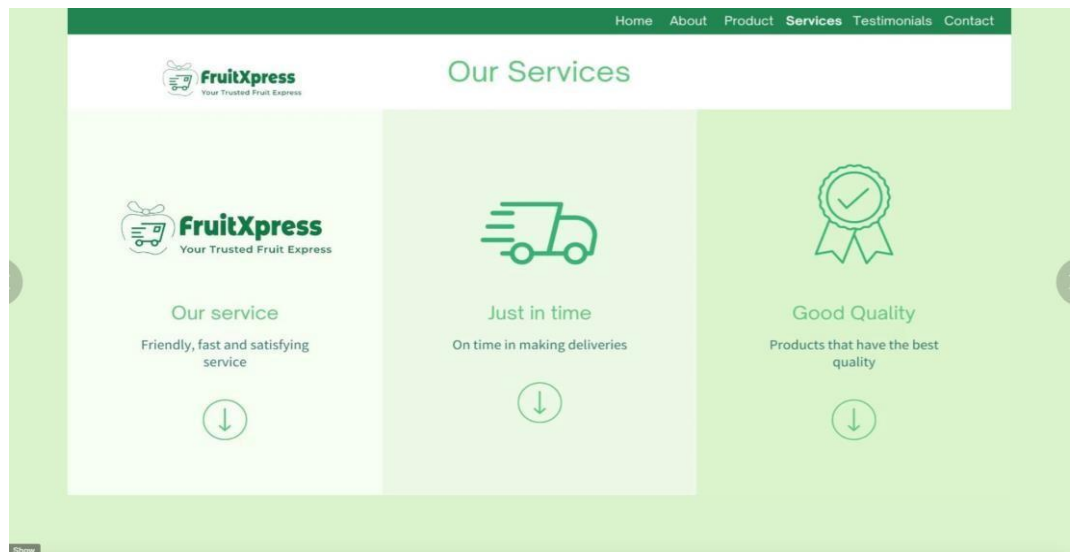 Home About Product Services Testimonials Contact
FruitXpress
Your Trusted Fruit Express
Our Services
FruitXpress
Your Trusted Fruit Express
Our service
Friendly, fast and satisfying
service
Just in time
On time in making deliveries
Good Quality
Products that have the best
quality
Show